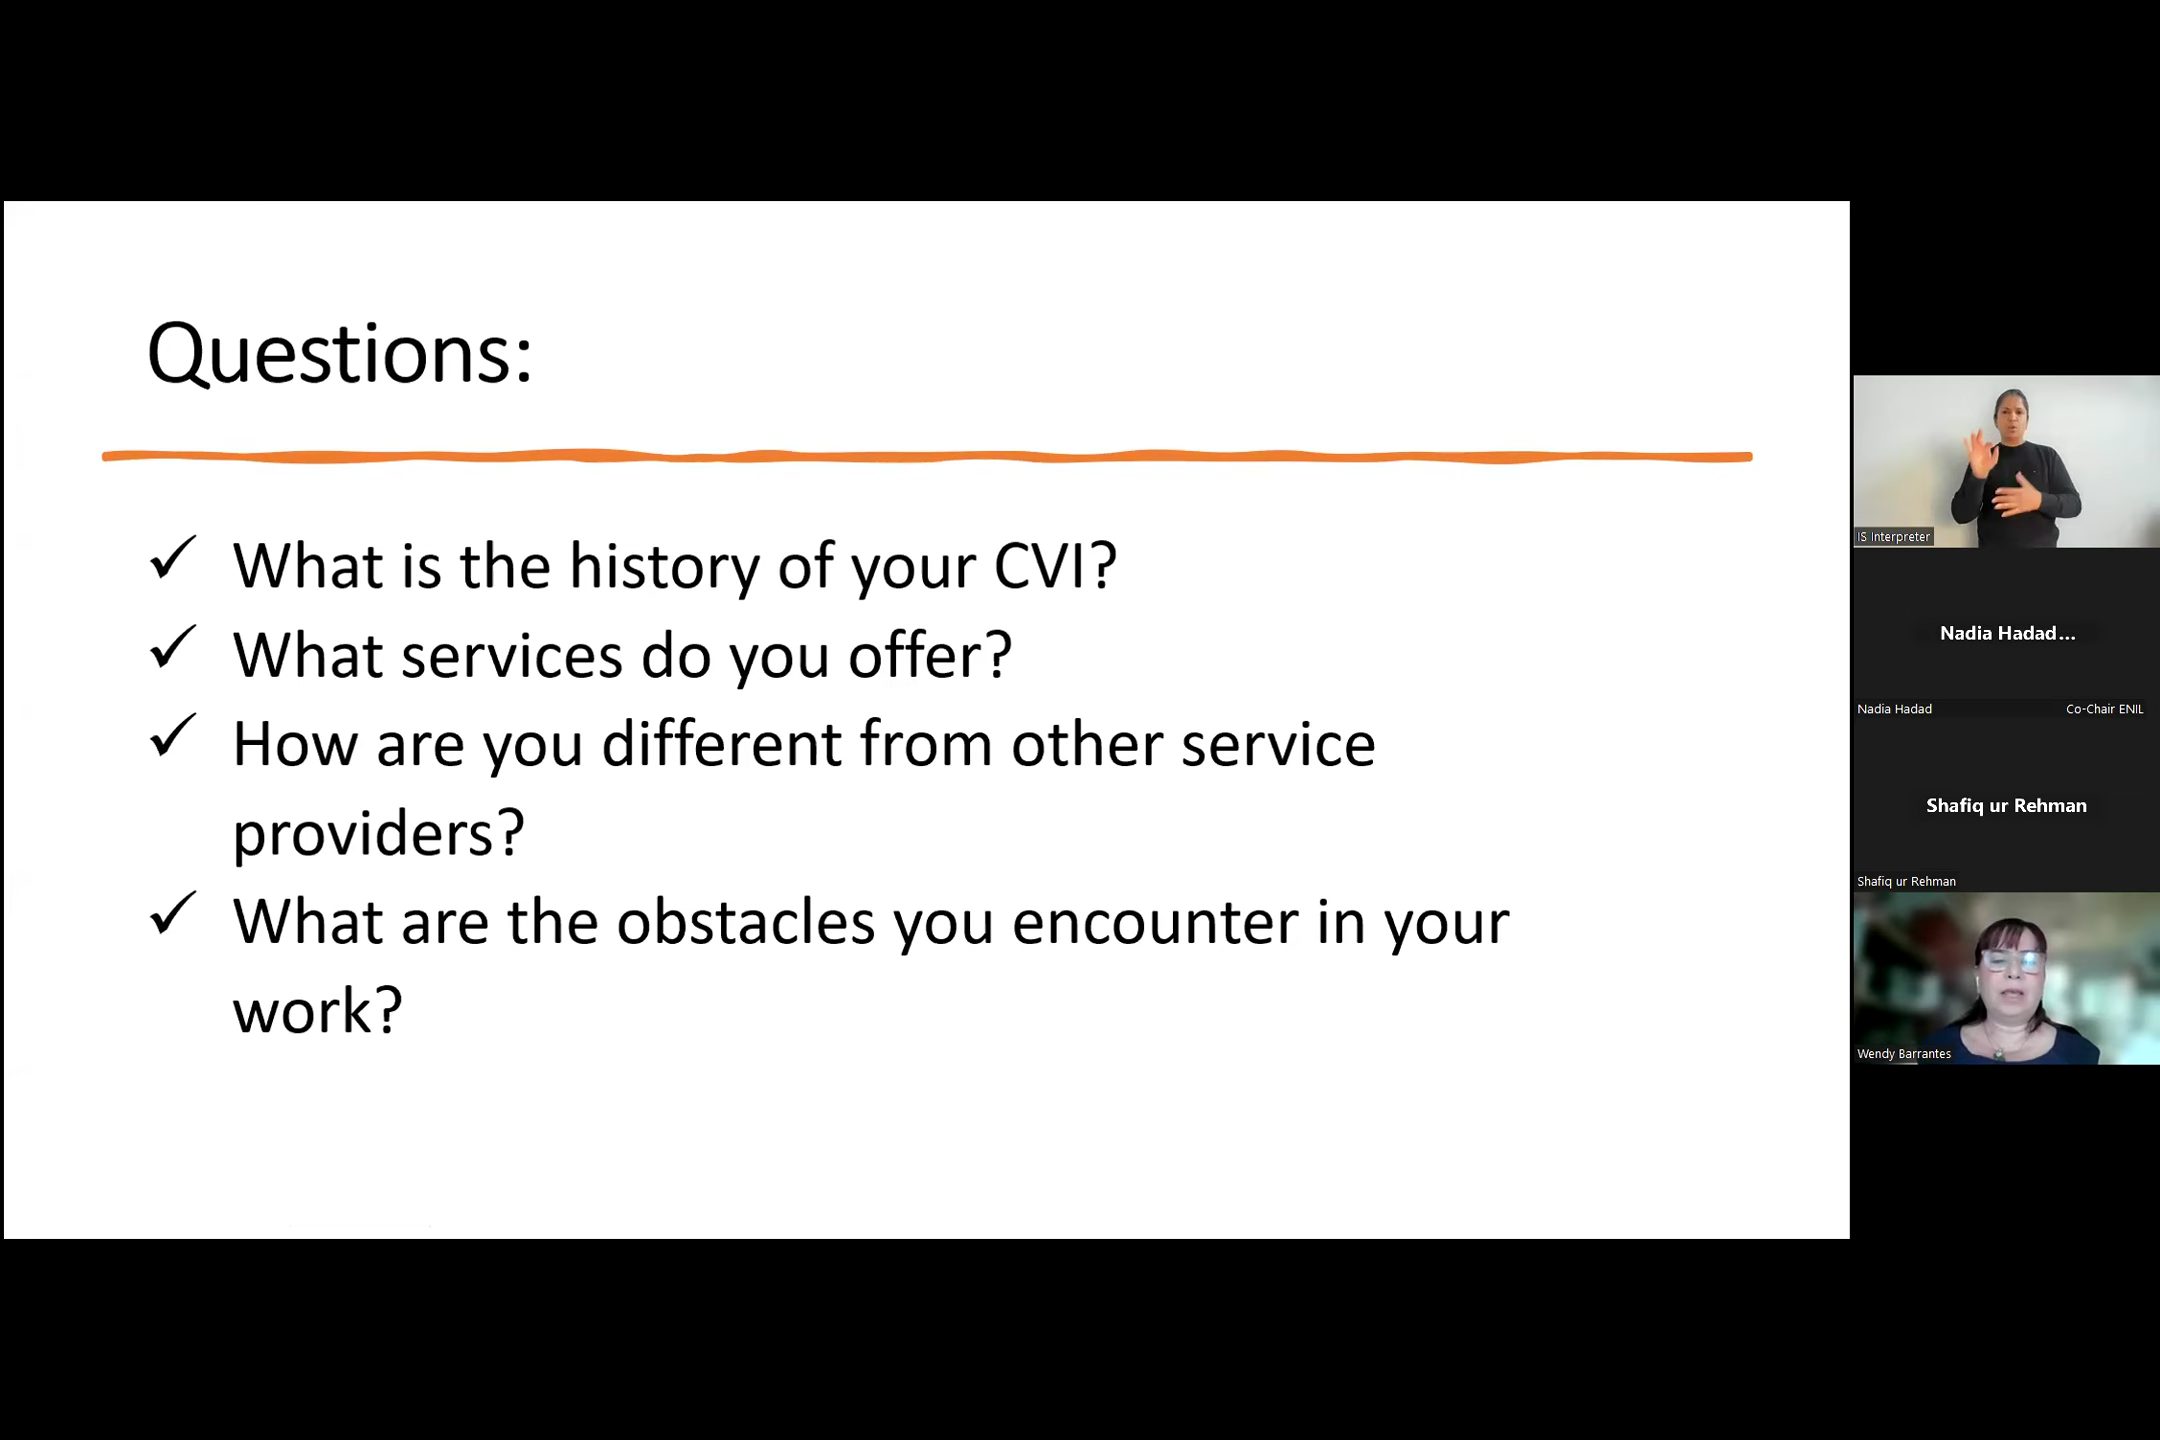 Questions:
What is the history of your CVI?
What services do you offer?
How are you different from other service
providers?
What are the obstacles you encounter in your
work?
IS Interpreter
Nadia Hadad...
Nadia Hadad Co-Chair ENIL
Shafiq ur Rehman
Shafiq ur Rehman
Wendy Barrantes